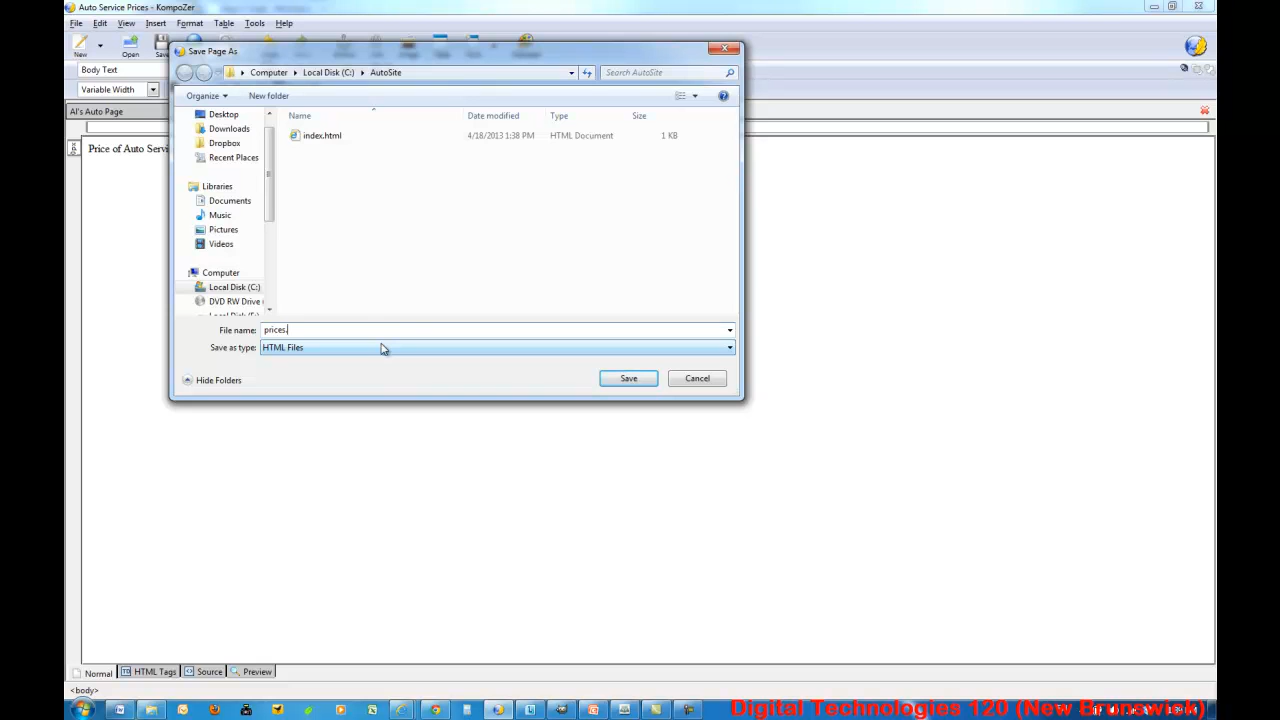 Auto Service Prices - KompoZer
File Edit View Insert Format Table Tools Help
New Open Save
Body Text
Variable Width
Al's Auto Page
Price of Auto Servi
Save Page As
Computer Local Disk (C:) AutoSite Search AutoSite
Organize New folder
Name Date modified Type Size
index.html 4/18/2013 1:38 PM HTML Document 1 KB
Desktop
Downloads
Dropbox
Recent Places
Libraries
Documents
Music
Pictures
Videos
Computer
Local Disk (C:)
DVD RW Drive
File name: prices.
Save as type: HTML Files
Hide Folders Save Cancel
Normal HTML Tags Source Preview
<body>
Digital Technologies 120 (New Brunswick)